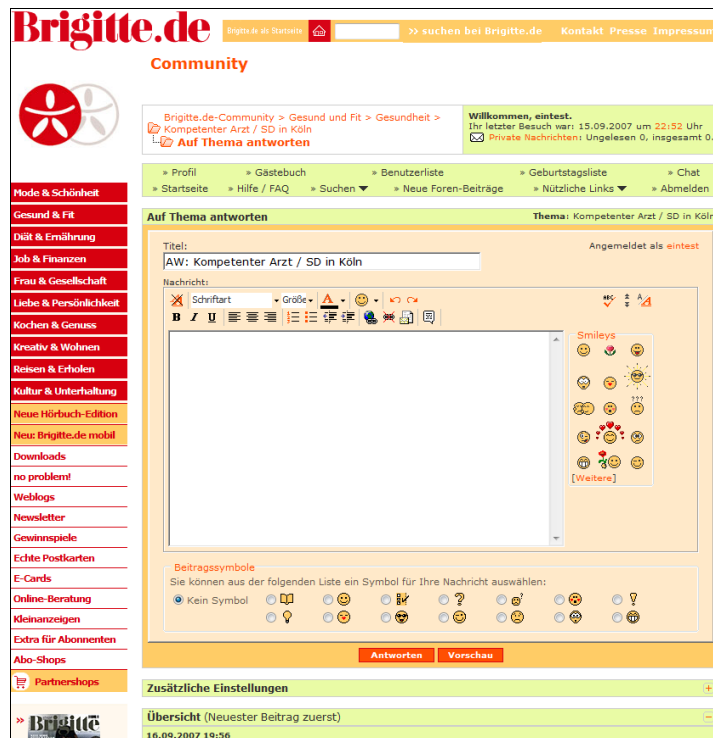 Brigitte.de
Brigitte.de als Startseite
» suchen bei Brigitte.de Kontakt Presse Impressum
Community
Brigitte.de-Community > Gesund und Fit > Gesundheit >
Kompetenter Arzt / SD in Köln
Auf Thema antworten
Willkommen, eintest.
Ihr letzter Besuch war: 15.09.2007 um 22:52 Uhr
Private Nachrichten: Ungelesen 0, insgesamt 0.
» Profil » Gästebuch » Benutzerliste » Geburtstagsliste » Chat
» Startseite » Hilfe / FAQ » Suchen » Neue Foren-Beiträge » Nützliche Links » Abmelden
Mode & Schönheit
Gesund & Fit
Diät & Ernährung
Job & Finanzen
Frau & Gesellschaft
Liebe & Persönlichkeit
Kochen & Genuss
Kreativ & Wohnen
Reisen & Erholen
Kultur & Unterhaltung
Neue Hörbuch-Edition
Neu: Brigitte.de mobil
Downloads
no problem!
Weblogs
Newsletter
Gewinnspiele
Echte Postkarten
E-Cards
Online-Beratung
Kleinanzeigen
Extra für Abonnenten
Abo-Shops
Partnershops
» Brigitte
Auf Thema antworten Thema: Kompetenter Arzt / SD in Köln
Titel: Angemeldet als eintest
AW: Kompetenter Arzt / SD in Köln
Nachricht:
Schriftart Größe A
B I U
Smileys
[Weitere]
Beitragssymbole
Sie können aus der folgenden Liste ein Symbol für Ihre Nachricht auswählen:
Kein Symbol
Antworten Vorschau
Zusätzliche Einstellungen
Übersicht (Neuester Beitrag zuerst)
16.09.2007 19:56